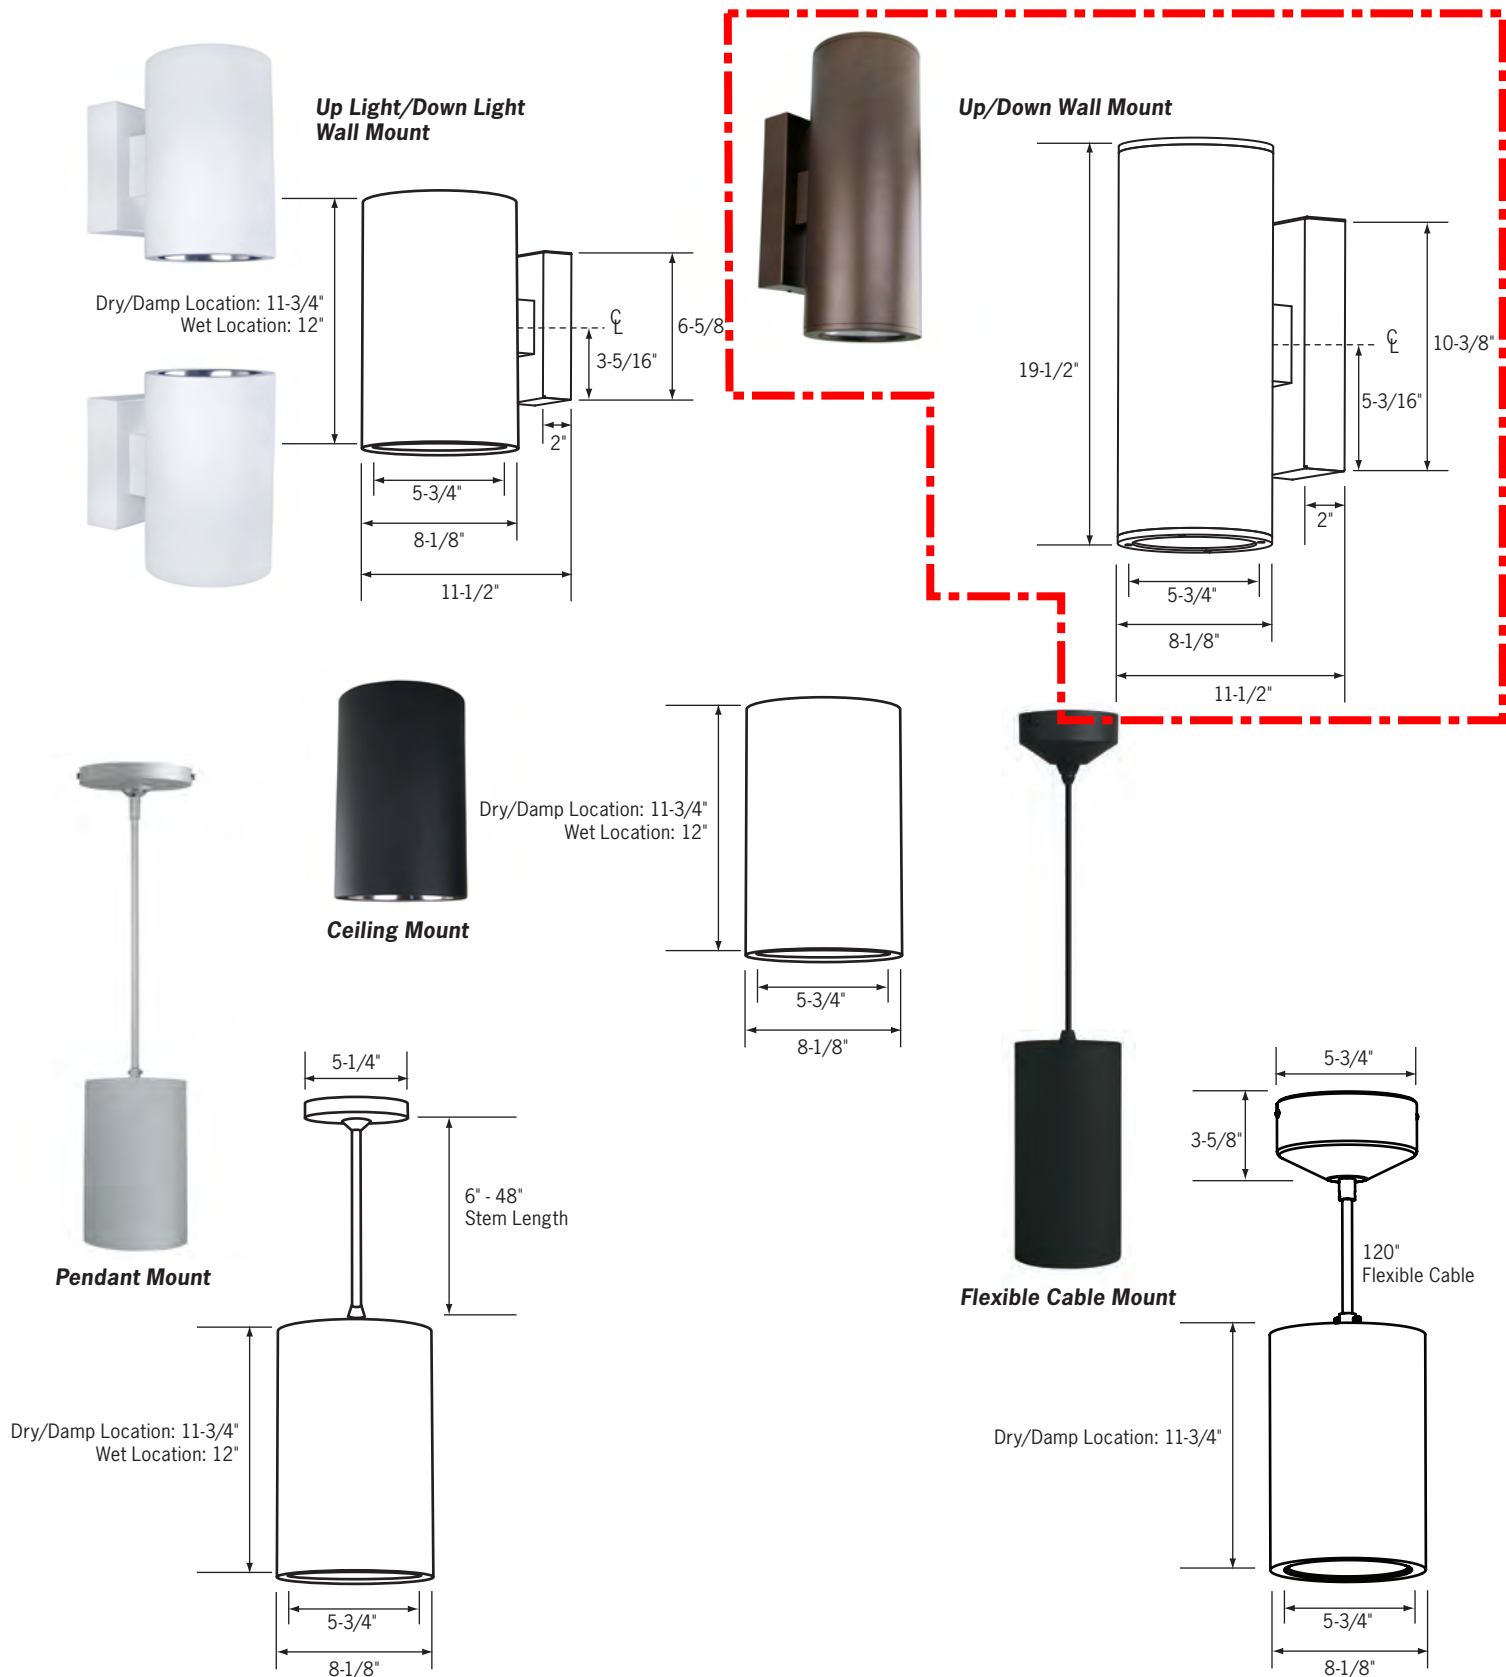 Up Light/Down Light
Wall Mount
Dry/Damp Location: 11-3/4"
Wet Location: 12"
℄
6-5/8
3-5/16"
2"
5-3/4"
8-1/8"
11-1/2"
Up/Down Wall Mount
19-1/2"
℄
10-3/8"
5-3/16"
2"
5-3/4"
8-1/8"
11-1/2"
Ceiling Mount
Dry/Damp Location: 11-3/4"
Wet Location: 12"
5-3/4"
8-1/8"
Pendant Mount
5-1/4"
6" - 48"
Stem Length
Dry/Damp Location: 11-3/4"
Wet Location: 12"
5-3/4"
8-1/8"
Flexible Cable Mount
5-3/4"
3-5/8"
120"
Flexible Cable
Dry/Damp Location: 11-3/4"
5-3/4"
8-1/8"